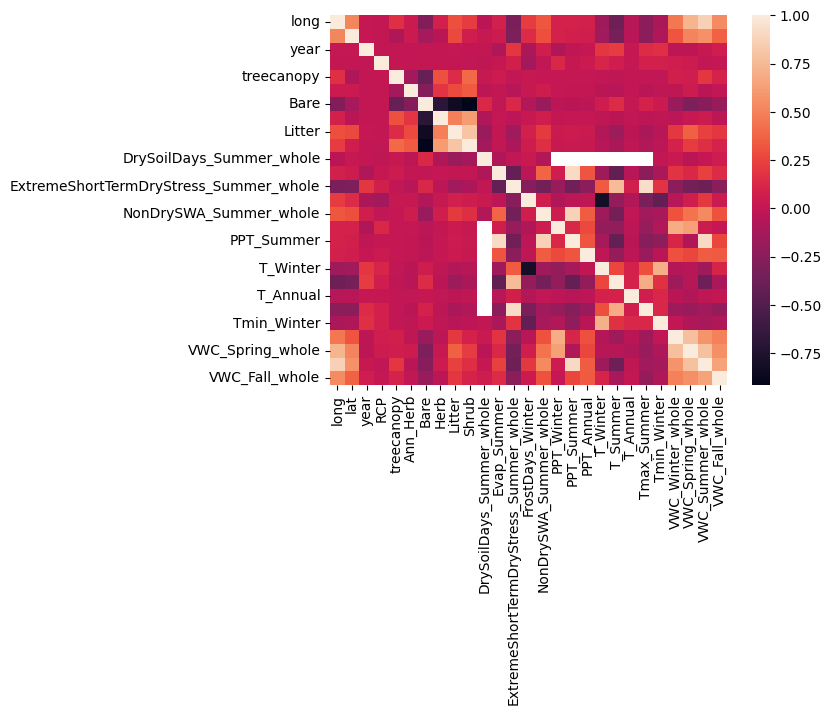 long
year
treecanopy
Bare
Litter
DrySoilDays_Summer_whole
ExtremeShortTermDryStress_Summer_whole
NonDrySWA_Summer_whole
PPT_Summer
T_Winter
T_Annual
Tmin_Winter
VWC_Spring_whole
VWC_Fall_whole
long
lat
year
RCP
treecanopy
Ann_Herb
Bare
Herb
Litter
Shrub
DrySoilDays_Summer_whole
Evap_Summer
ExtremeShortTermDryStress_Summer_whole
FrostDays_Winter
NonDrySWA_Summer_whole
PPT_Winter
PPT_Summer
PPT_Annual
T_Winter
T_Summer
T_Annual
Tmax_Summer
Tmin_Winter
VWC_Winter_whole
VWC_Spring_whole
VWC_Summer_whole
VWC_Fall_whole
1.00
0.75
0.50
0.25
0.00
−0.25
−0.50
−0.75